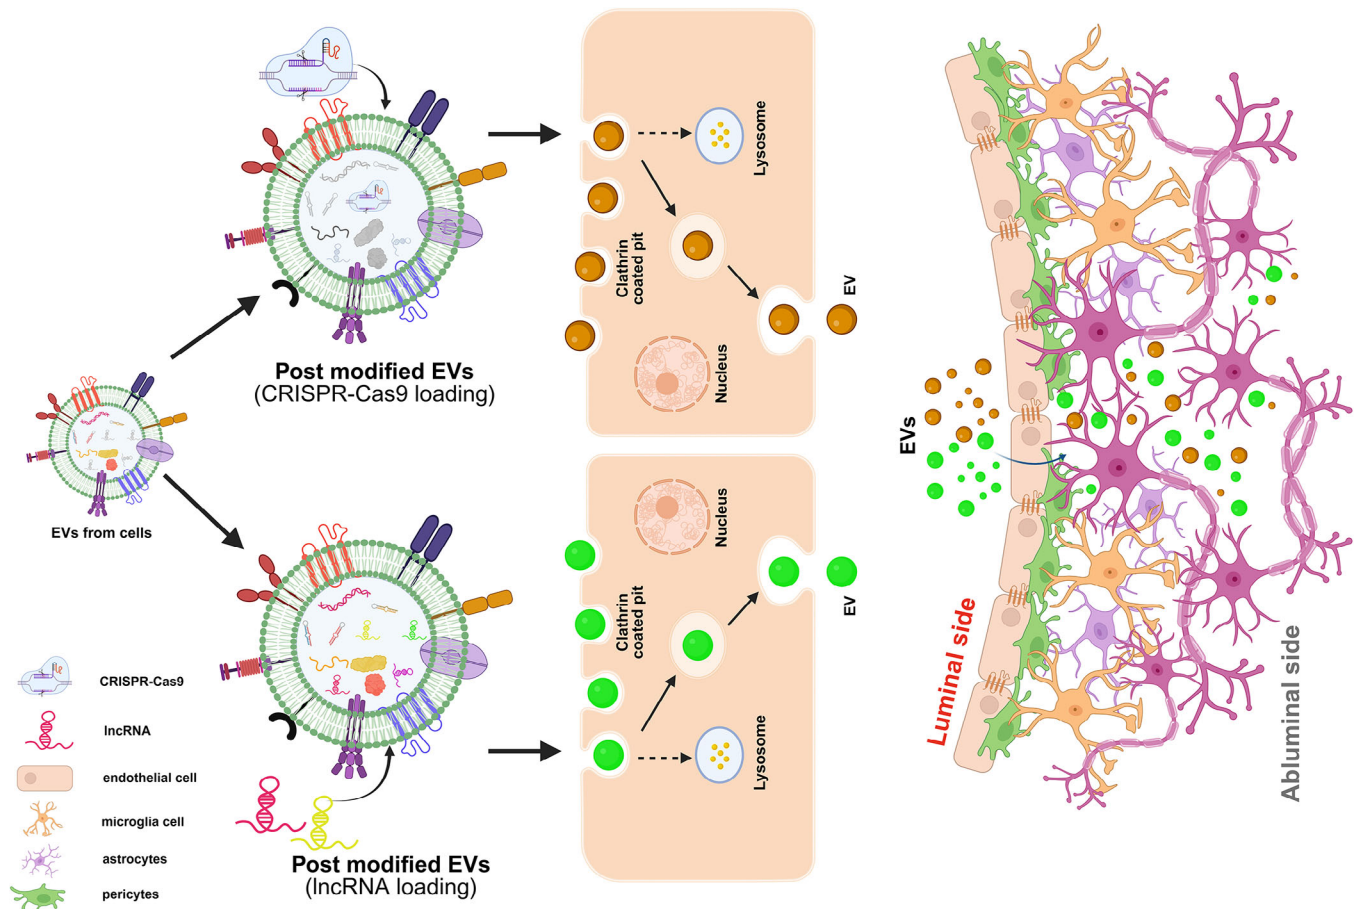 Post modified EVs
(CRISPR-Cas9 loading)
EVs from cells
CRISPR-Cas9
lncRNA
endothelial cell
microglia cell
astrocytes
pericytes
Post modified EVs
(lncRNA loading)
Lysosome
Clathrin
coated pit
EV
Nucleus
Nucleus
Clathrin
coated pit
EV
Lysosome
EVs
Luminal side
Abluminal side